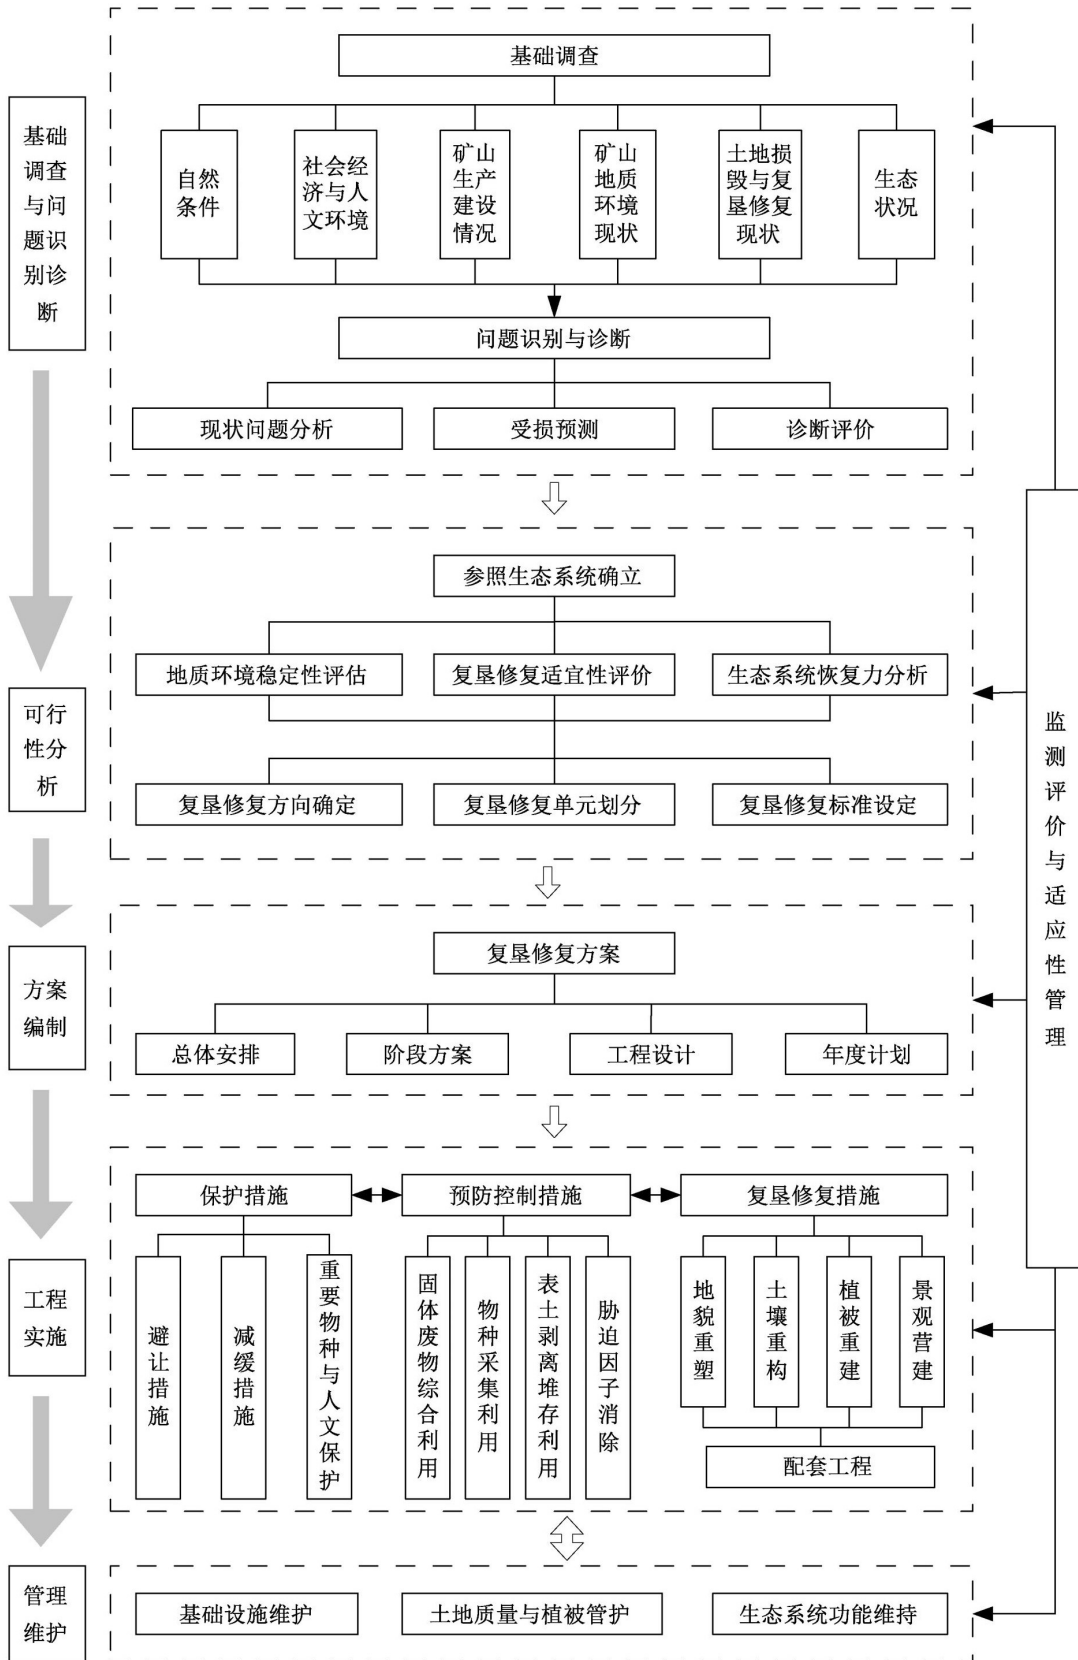 基础调查
基础
调查
与问
题识
别诊
断
自然
条件
社会经
济与人
文环境
矿山
生产
建设
情况
矿山
地质
环境
现状
土地损
毁与复
垦修复
现状
生态
状况
问题识别与诊断
现状问题分析
受损预测
诊断评价
可行
性分
析
参照生态系统确立
地质环境稳定性评估
复垦修复适宜性评价
生态系统恢复力分析
复垦修复方向确定
复垦修复单元划分
复垦修复标准设定
方案
编制
复垦修复方案
总体安排
阶段方案
工程设计
年度计划
工程
实施
保护措施
预防控制措施
复垦修复措施
避让措施
减缓措施
重要物种与人文保护
固体废物综合利用
物种采集利用
表土剥离堆存利用
胁迫因子消除
地貌重塑
土壤重构
植被重建
景观营建
配套工程
管理
维护
基础设施维护
土地质量与植被管护
生态系统功能维持
监测评价与适应性管理